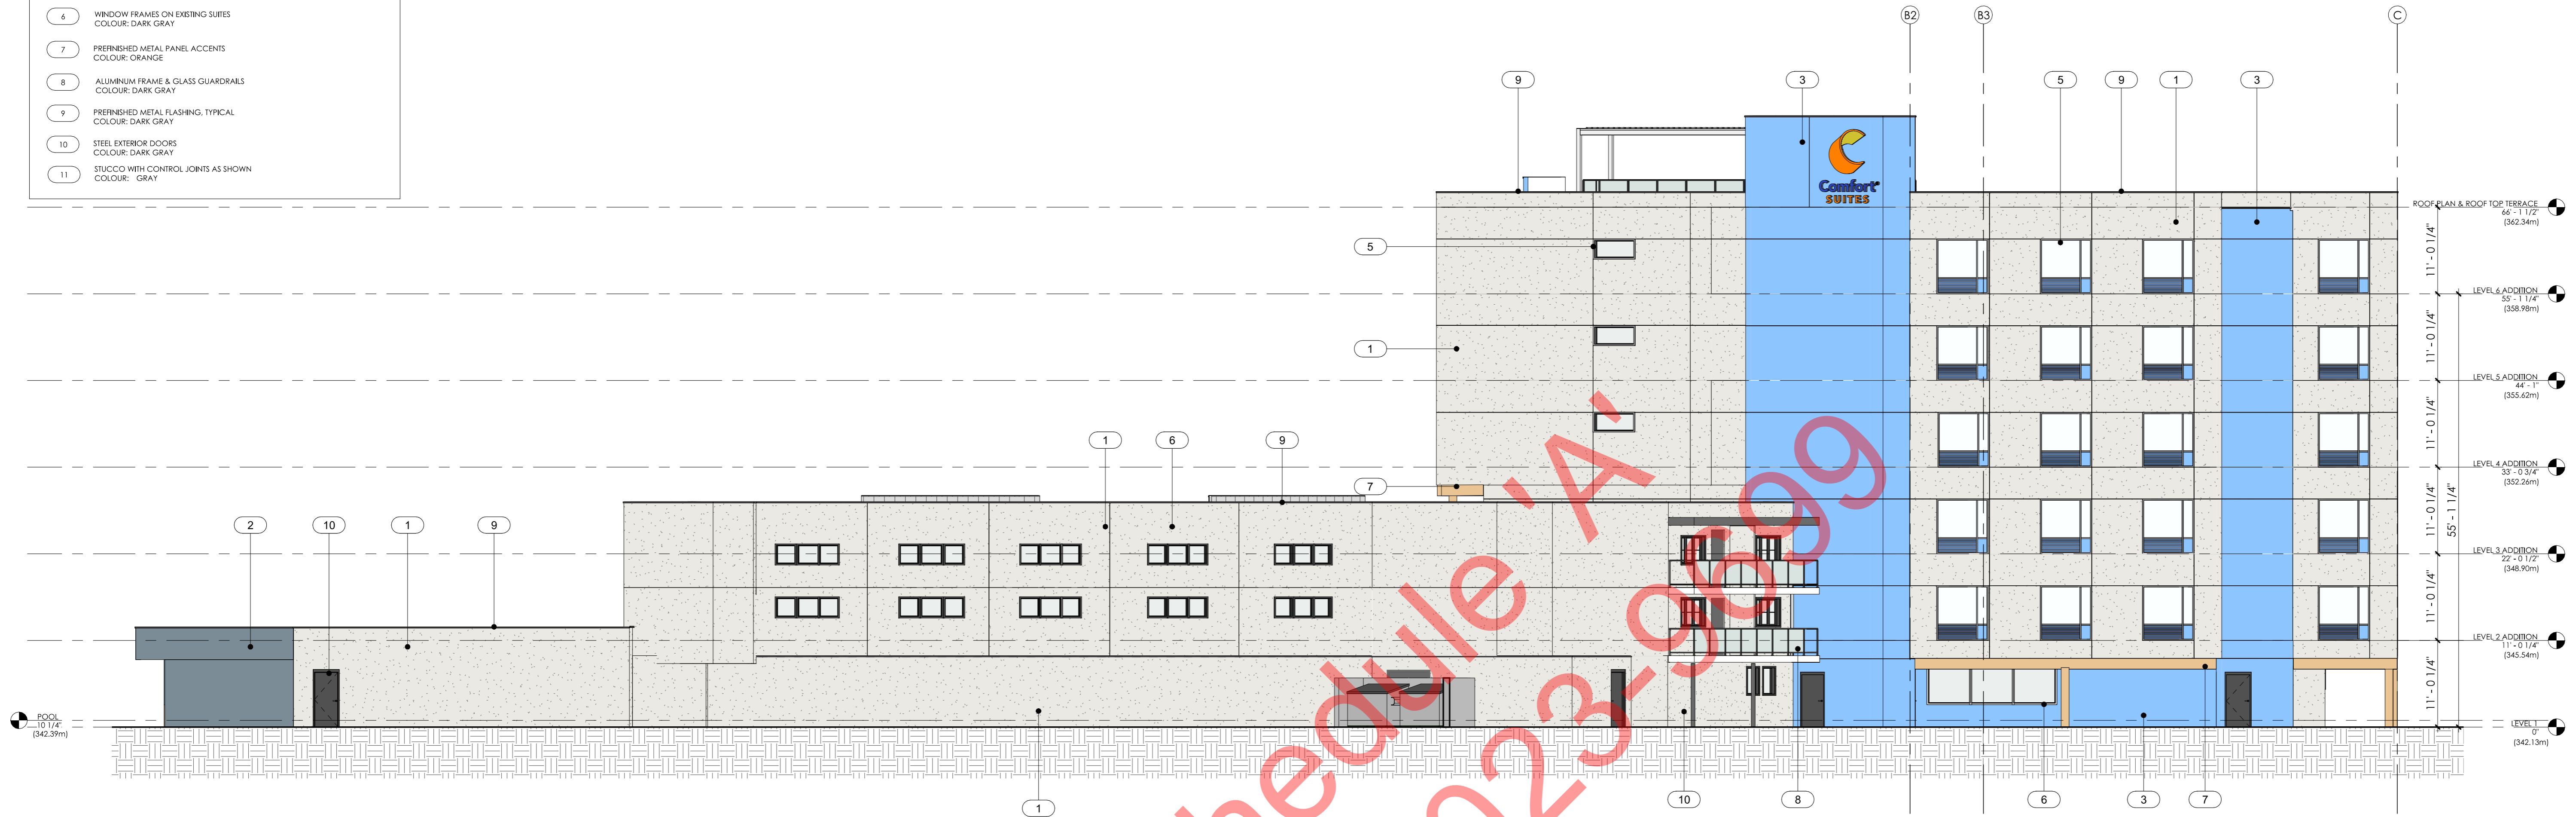 6 WINDOW FRAMES ON EXISTING SUITES
COLOUR: DARK GRAY
7 PREFINISHED METAL PANEL ACCENTS
COLOUR: ORANGE
8 ALUMINUM FRAME & GLASS GUARDRAILS
COLOUR: DARK GRAY
9 PREFINISHED METAL FLASHING, TYPICAL
COLOUR: DARK GRAY
10 STEEL EXTERIOR DOORS
COLOUR: DARK GRAY
11 STUCCO WITH CONTROL JOINTS AS SHOWN
COLOUR: GRAY
B2 B3 C
9 3 5 9 1 3
Comfort
SUITES
ROOF PLAN & ROOF TOP TERRACE
66' - 1 1/2"
(362.34m)
5
11' - 0 1/4"
LEVEL 6 ADDITION
55' - 1 1/4"
(358.98m)
1
11' - 0 1/4"
LEVEL 5 ADDITION
44' - 1"
(355.62m)
11' - 0 1/4"
1 6 9
LEVEL 4 ADDITION
33' - 0 3/4"
(352.26m)
7
11' - 0 1/4"
55' - 1 1/4"
2 10 1 9
LEVEL 3 ADDITION
22' - 0 1/2"
(348.90m)
11' - 0 1/4"
LEVEL 2 ADDITION
11' - 0 1/4"
(345.54m)
11' - 0 1/4"
POOL
10 1/4"
(342.39m)
LEVEL 1
0"
(342.13m)
1 10 8 6 3 7
hedule 'A'
023-9699